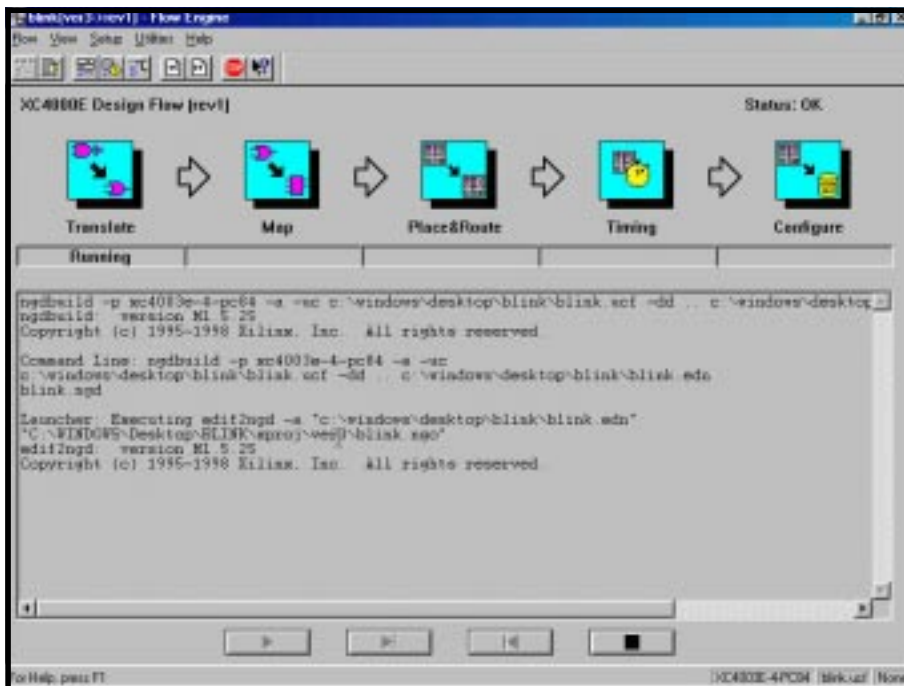 blink(ver3->rev1) - Flow Engine
Flow View Setup Utilities Help
XC4000E Design Flow (rev1)
Status: OK
Translate
Map
Place&Route
Timing
Configure
Running
ngdbuild -p xc4003e-4-pc84 -a -uc c:\windows\desktop\blink\blink.ucf -dd .. c:\windows\desktop
ngdbuild: version M1.5.25
Copyright (c) 1995-1998 Xilinx, Inc. All rights reserved.
Command Line: ngdbuild -p xc4003e-4-pc84 -a -uc
c:\windows\desktop\blink\blink.ucf -dd .. c:\windows\desktop\blink\blink.edn
blink.ngd
Launcher: Executing edif2ngd -a "c:\windows\desktop\blink\blink.edn"
"C:\WINDOWS\Desktop\BLINK\xproj\ver3\blink.ngo"
edif2ngd: version M1.5.25
Copyright (c) 1995-1998 Xilinx, Inc. All rights reserved.
For Help, press F1
XC4003E-4-PC84
blink.ucf
None